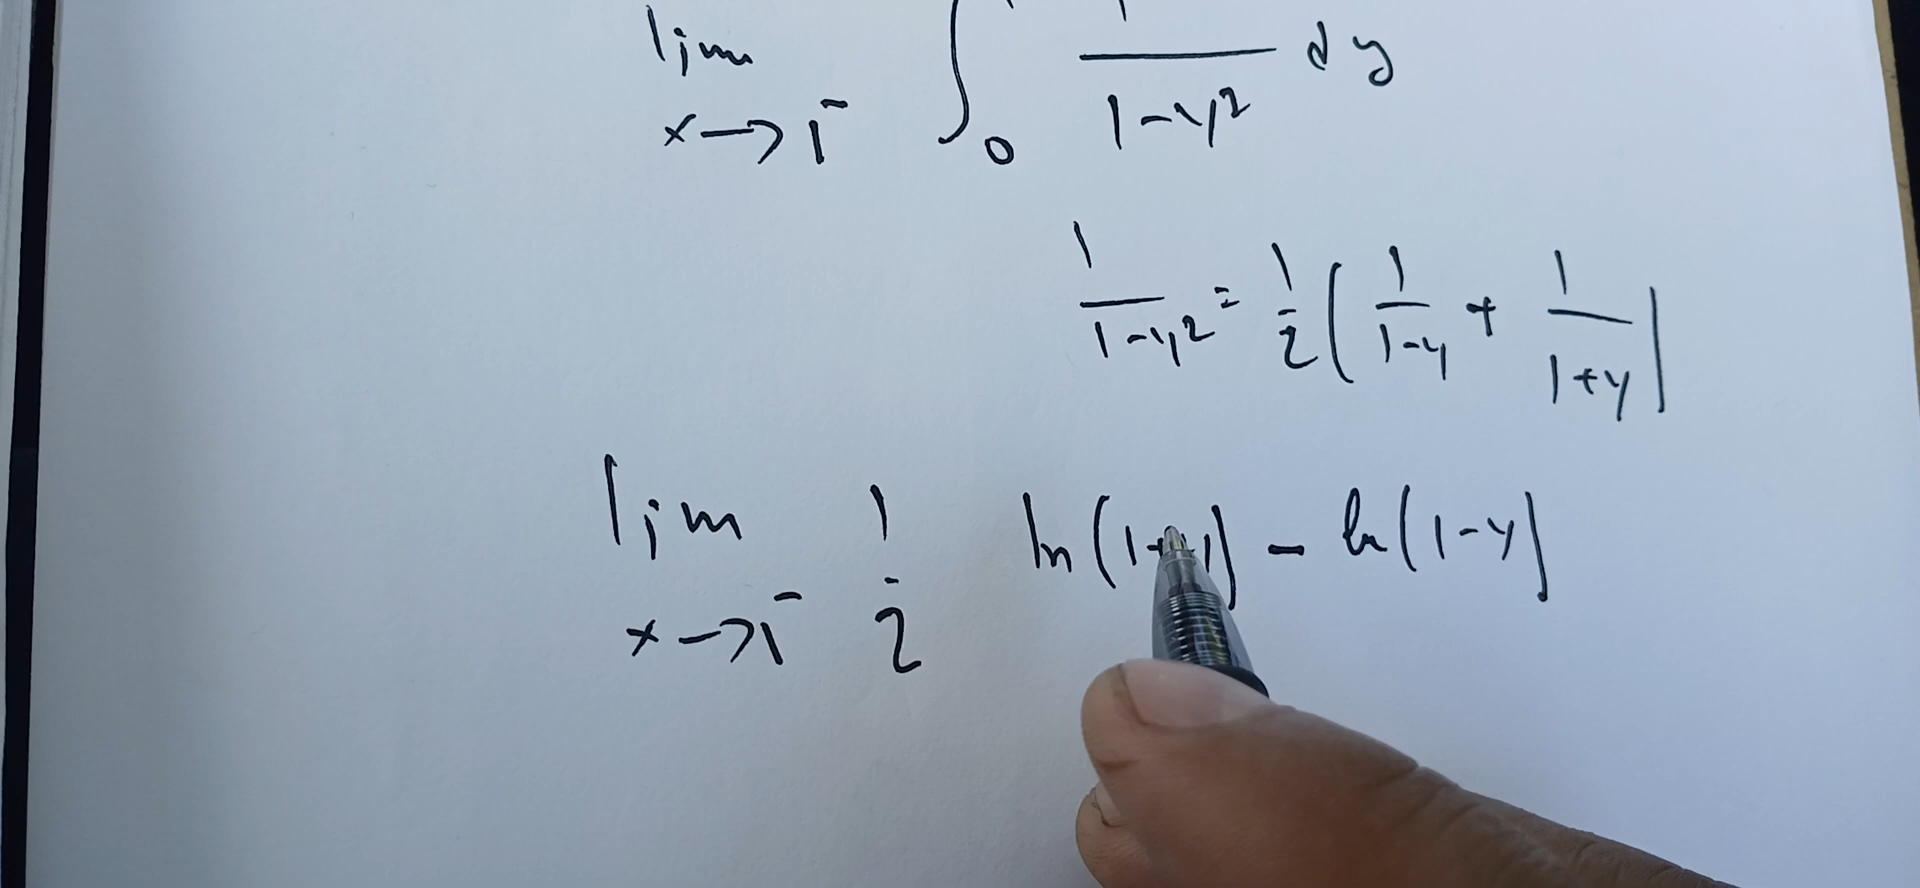 lim ∫ 1/(1-y²) dy
x→1⁻ 0
1/(1-y²) = 1/2 (1/(1-y) + 1/(1+y))
lim 1/2 ln(1+y) - ln(1-y)
x→1⁻